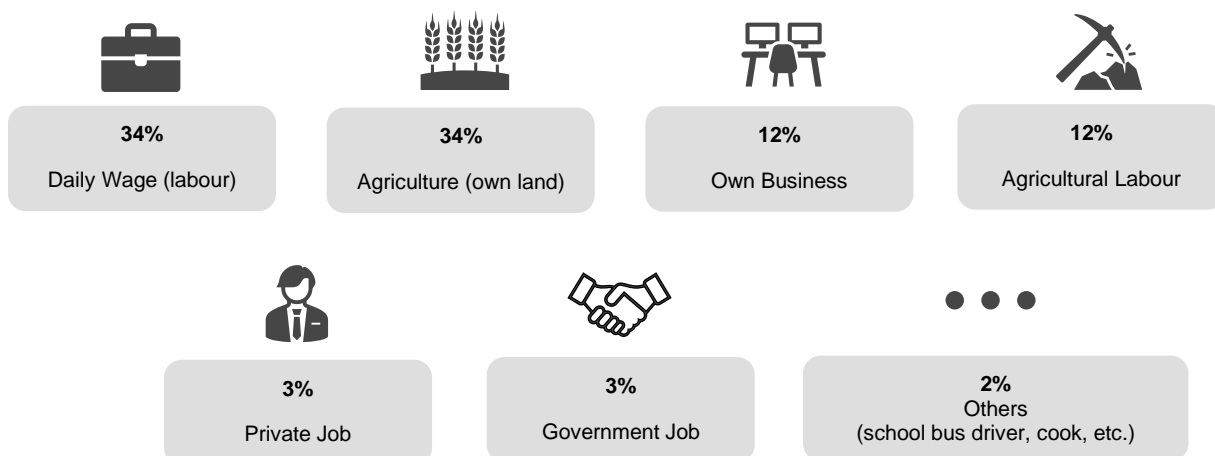 34%
Daily Wage (labour)
34%
Agriculture (own land)
12%
Own Business
12%
Agricultural Labour
3%
Private Job
3%
Government Job
2%
Others
(school bus driver, cook, etc.)